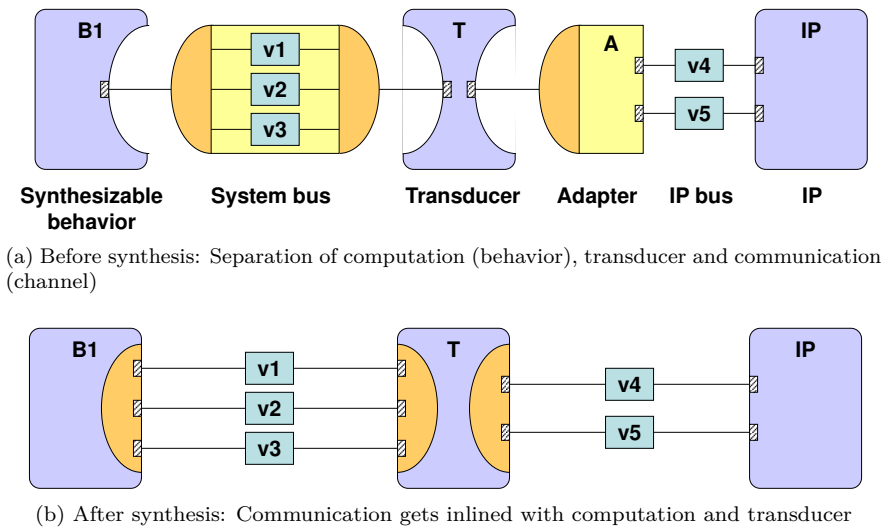 B1
T
IP
A
v1
v2
v3
v4
v5
Synthesizable
behavior
System bus
Transducer
Adapter
IP bus
IP
(a) Before synthesis: Separation of computation (behavior), transducer and communication
(channel)
B1
T
IP
v1
v2
v3
v4
v5
(b) After synthesis: Communication gets inlined with computation and transducer